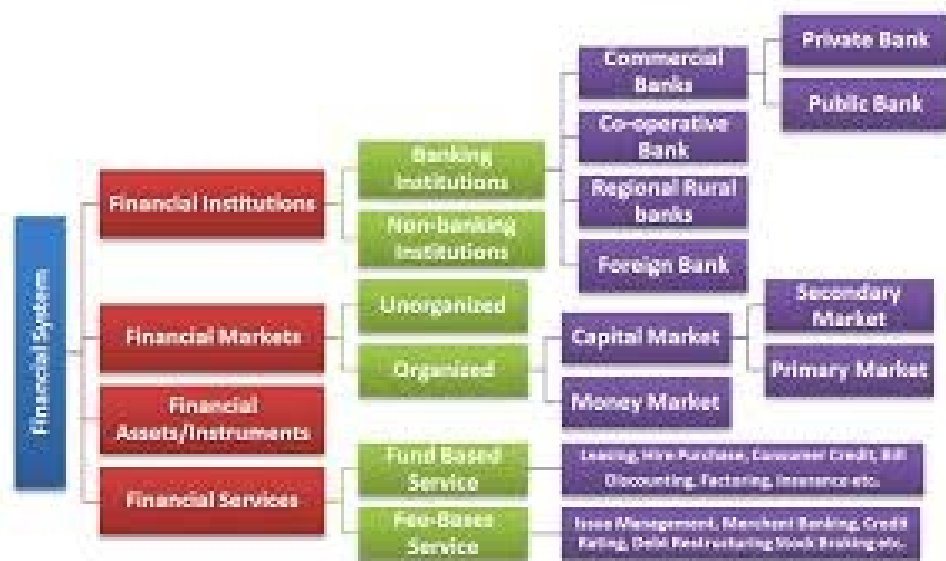 Financial System
Financial Institutions
Banking
Institutions
Commercial
Banks
Private Bank
Public Bank
Co-operative
Bank
Regional Rural
banks
Foreign Bank
Non-banking
Institutions
Financial Markets
Unorganized
Organized
Capital Market
Secondary
Market
Primary Market
Money Market
Financial
Assets/Instruments
Financial Services
Fund Based
Service
Leasing, Hire Purchase, Consumer Credit, Bill
Discounting, Factoring, Insurance etc.
Fee-Bases
Service
Issue Management, Merchant Banking, Credit
Rating, Debt Restructuring Stock Broking etc.